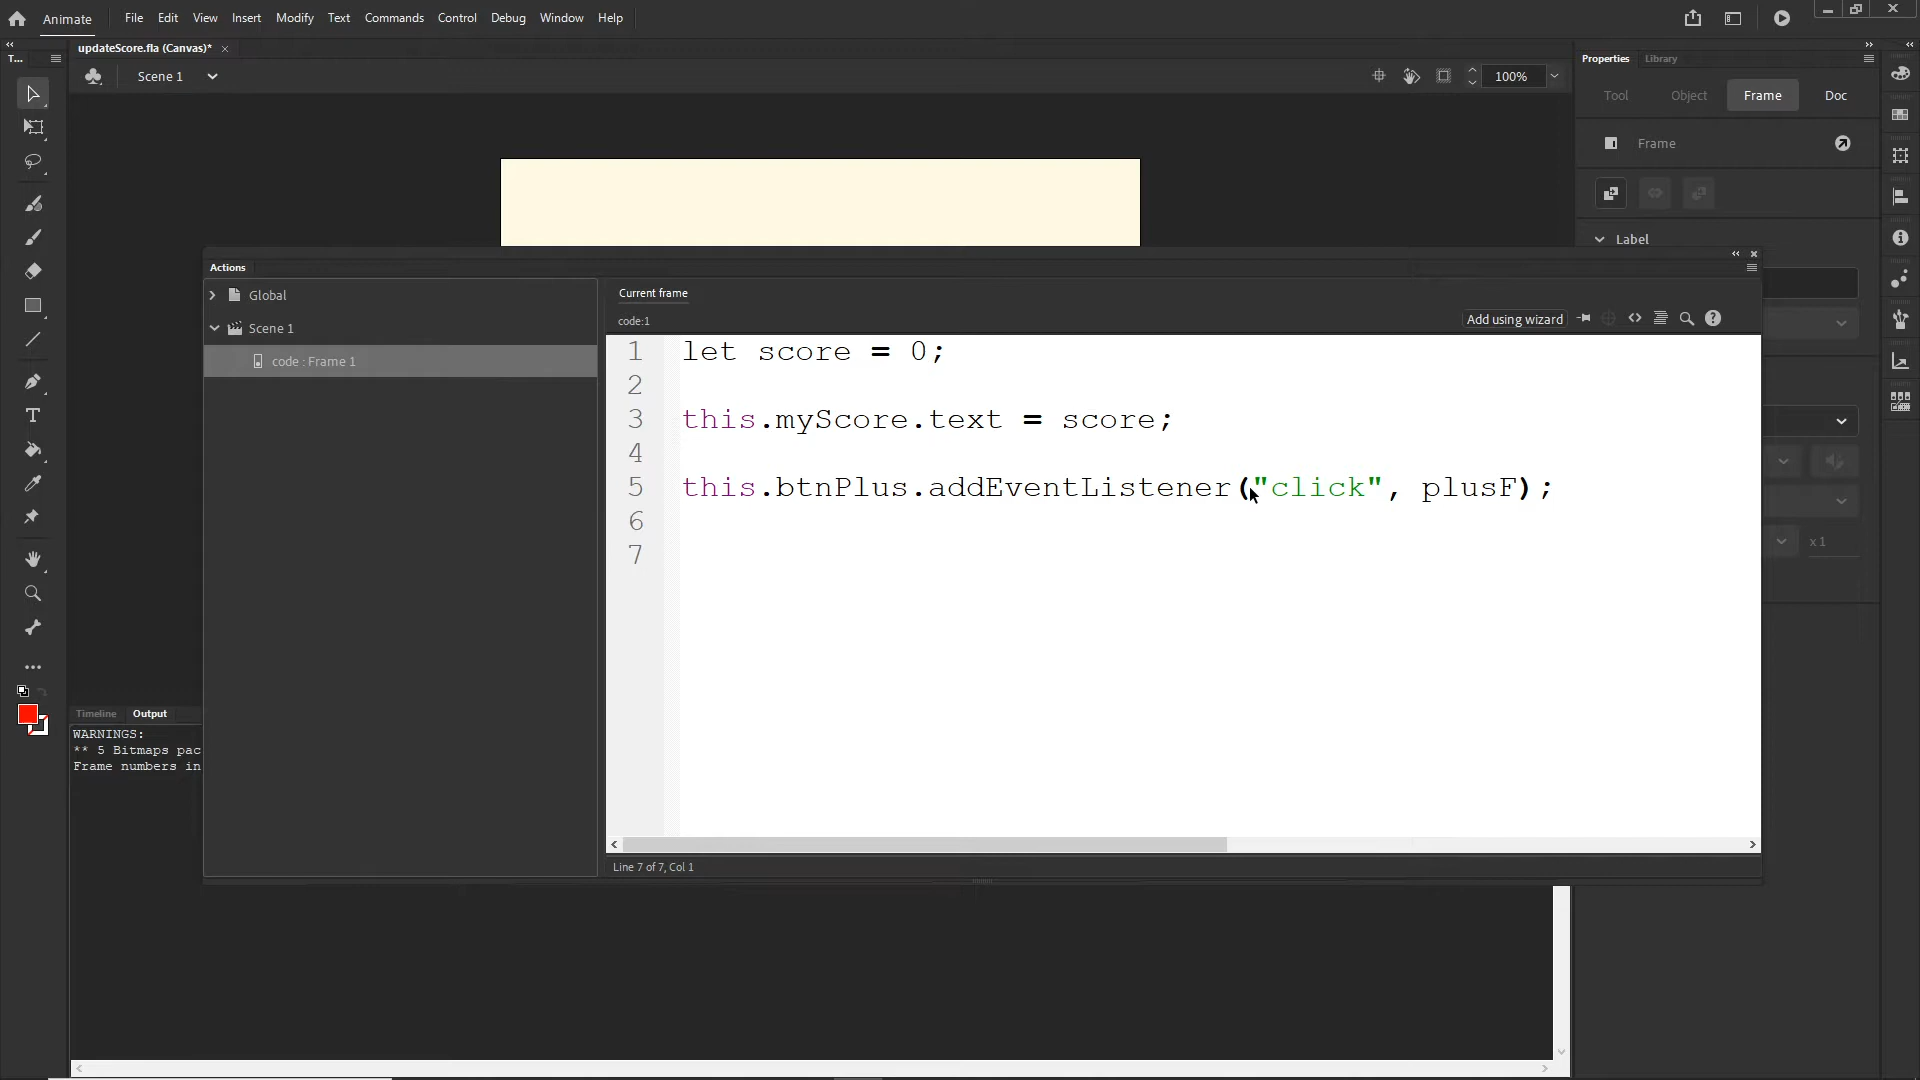 Animate File Edit View Insert Modify Text Commands Control Debug Window Help
updateScore.fla (Canvas)* ×
T...
Scene 1
100%
Properties Library
Tool Object Frame Doc
Frame
Label
Actions
Global
Scene 1
code : Frame 1
Current frame
code:1
Add using wizard
1 let score = 0;
2
3 this.myScore.text = score;
4
5 this.btnPlus.addEventListener("click", plusF);
6
7
x 1
Line 7 of 7, Col 1
Timeline Output
WARNINGS:
** 5 Bitmaps pac
Frame numbers in